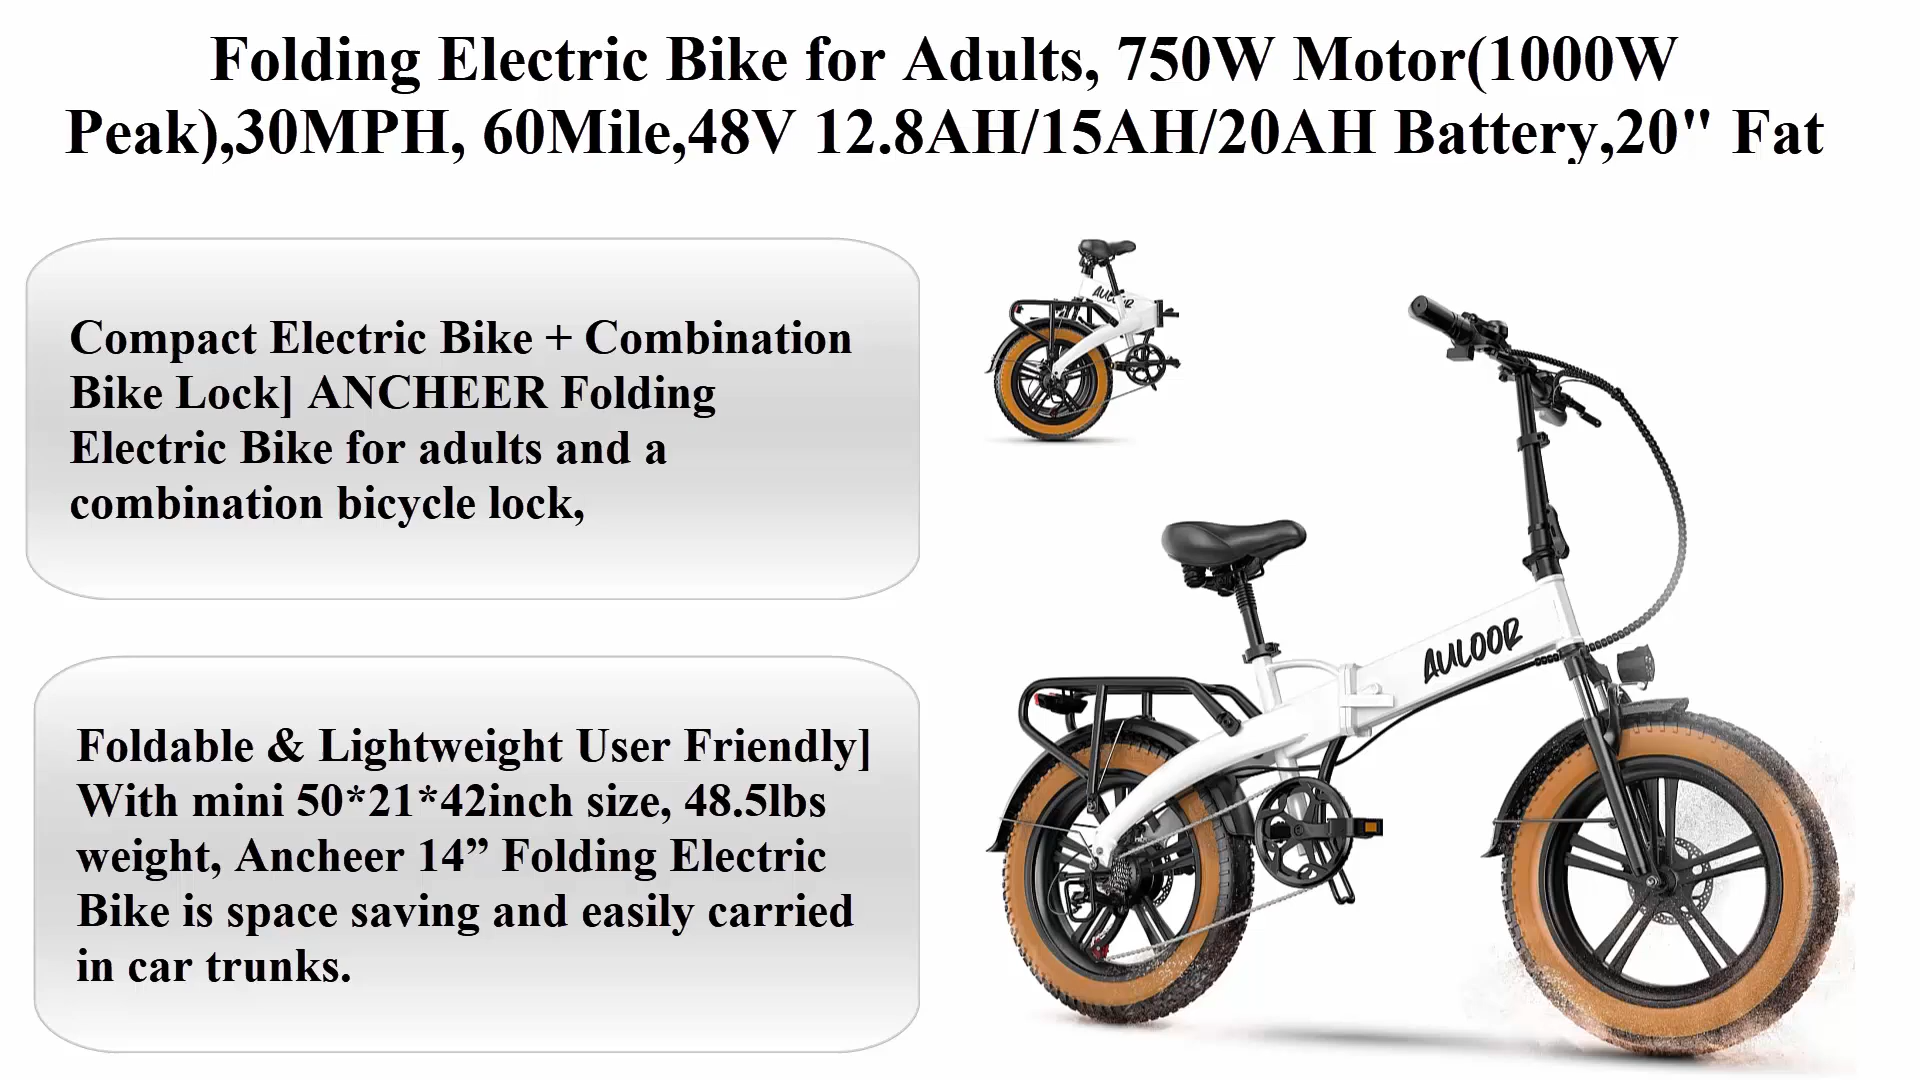 Folding Electric Bike for Adults, 750W Motor(1000W
Peak),30MPH, 60Mile,48V 12.8AH/15AH/20AH Battery,20" Fat
Compact Electric Bike + Combination
Bike Lock] ANCHEER Folding
Electric Bike for adults and a
combination bicycle lock,
Foldable & Lightweight User Friendly]
With mini 50*21*42inch size, 48.5lbs
weight, Ancheer 14” Folding Electric
Bike is space saving and easily carried
in car trunks.
AULOOR
AULOOR